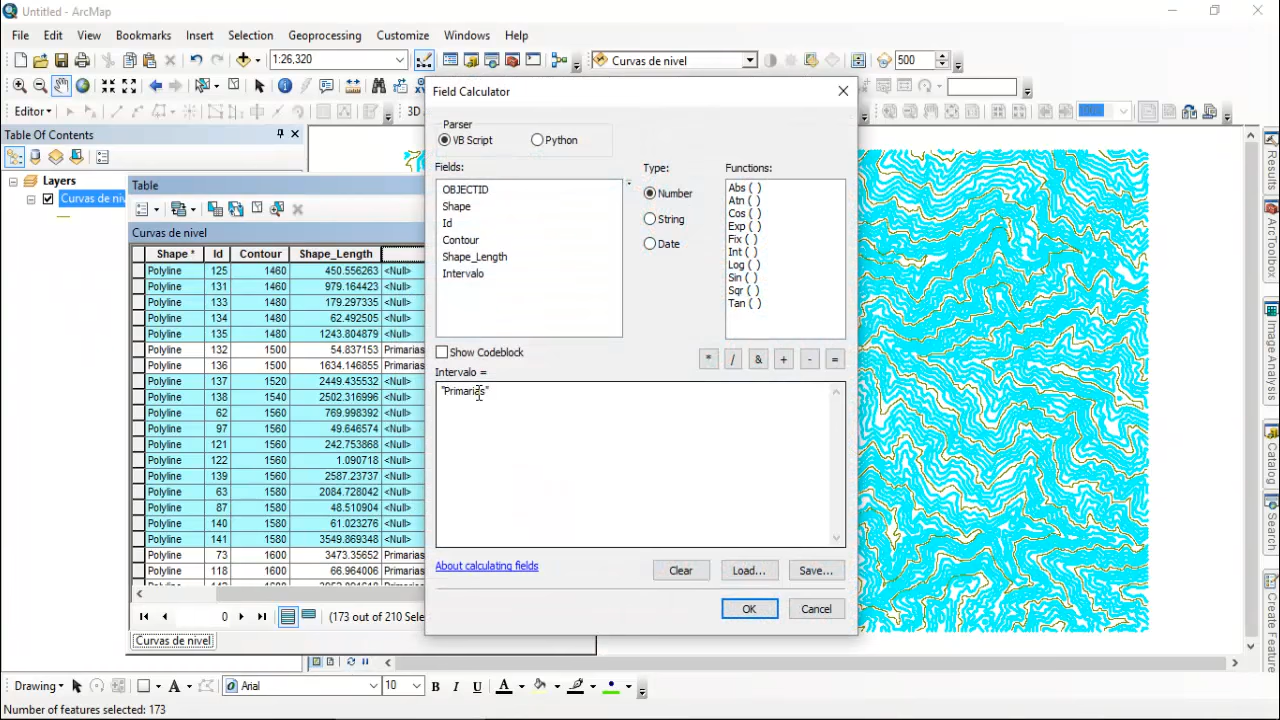 Untitled - ArcMap
File Edit View Bookmarks Insert Selection Geoprocessing Customize Windows Help
1:26,320
Curvas de nivel
500
Editor
3D
Table Of Contents
Layers
Curvas de niv
Table
Curvas de nivel
Shape * Id Contour Shape_Length
Polyline 125 1460 450.556263 <Null>
Polyline 131 1460 979.164423 <Null>
Polyline 133 1480 179.297335 <Null>
Polyline 134 1480 62.492505 <Null>
Polyline 135 1480 1243.804879 <Null>
Polyline 132 1500 54.837153 Primarias
Polyline 136 1500 1634.146855 Primarias
Polyline 137 1520 2449.435532 <Null>
Polyline 138 1540 2502.316996 <Null>
Polyline 62 1560 769.998392 <Null>
Polyline 97 1560 49.646574 <Null>
Polyline 121 1560 242.753868 <Null>
Polyline 122 1560 1.090718 <Null>
Polyline 139 1560 2587.23737 <Null>
Polyline 63 1580 2084.728042 <Null>
Polyline 87 1580 48.510904 <Null>
Polyline 140 1580 61.023276 <Null>
Polyline 141 1580 3549.869348 <Null>
Polyline 73 1600 3473.35652 Primarias
Polyline 118 1600 66.964006 Primarias
0
(173 out of 210 Sele
Curvas de nivel
Field Calculator
Parser
VB Script Python
Fields:
OBJECTID
Shape
Id
Contour
Shape_Length
Intervalo
Type:
Number
String
Date
Functions:
Abs ( )
Atn ( )
Cos ( )
Exp ( )
Fix ( )
Int ( )
Log ( )
Sin ( )
Sqr ( )
Tan ( )
Show Codeblock
* / & + - =
Intervalo =
"Primarias"
About calculating fields
Clear Load... Save...
OK Cancel
Results
ArcToolbox
Image Analysis
Catalog
Search
Create Feature
Drawing
Arial
10
B I U A
Number of features selected: 173